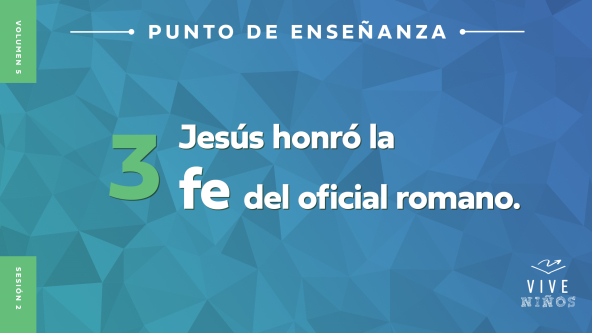 VOLUMEN 5
PUNTO DE ENSEÑANZA
3
Jesús honró la
fe del oficial romano.
SESIÓN 2
VIVE
NIÑOS